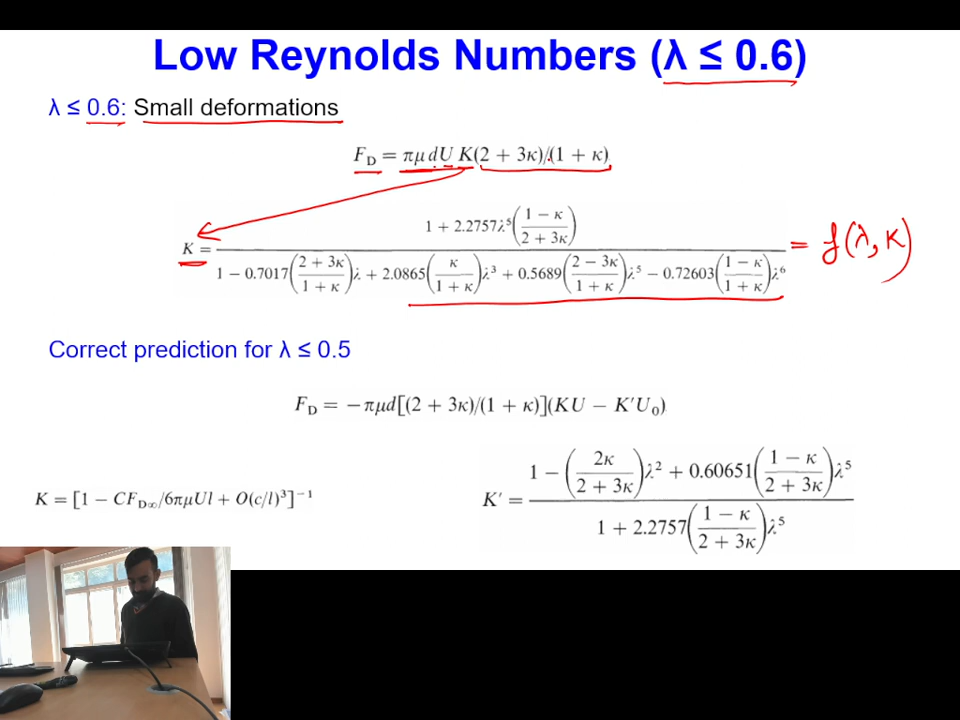 Low Reynolds Numbers (λ ≤ 0.6)
λ ≤ 0.6: Small deformations
F_D = πμ dU K(2 + 3κ)/(1 + κ)
K = [1 + 2.2757λ⁵((1 − κ)/(2 + 3κ))] / [1 − 0.7017((2 + 3κ)/(1 + κ))λ + 2.0865(κ/(1 + κ))λ³ + 0.5689((2 − 3κ)/(1 + κ))λ⁵ − 0.72603((1 − κ)/(1 + κ))λ⁶] = f(λ, κ)
Correct prediction for λ ≤ 0.5
F_D = −πμd[(2 + 3κ)/(1 + κ)](KU − K′U₀)
K = [1 − CF_D∞/6πμUl + O(c/l)³]⁻¹
K′ = [1 − (2κ/(2 + 3κ))λ² + 0.60651((1 − κ)/(2 + 3κ))λ⁵] / [1 + 2.2757((1 − κ)/(2 + 3κ))λ⁵]